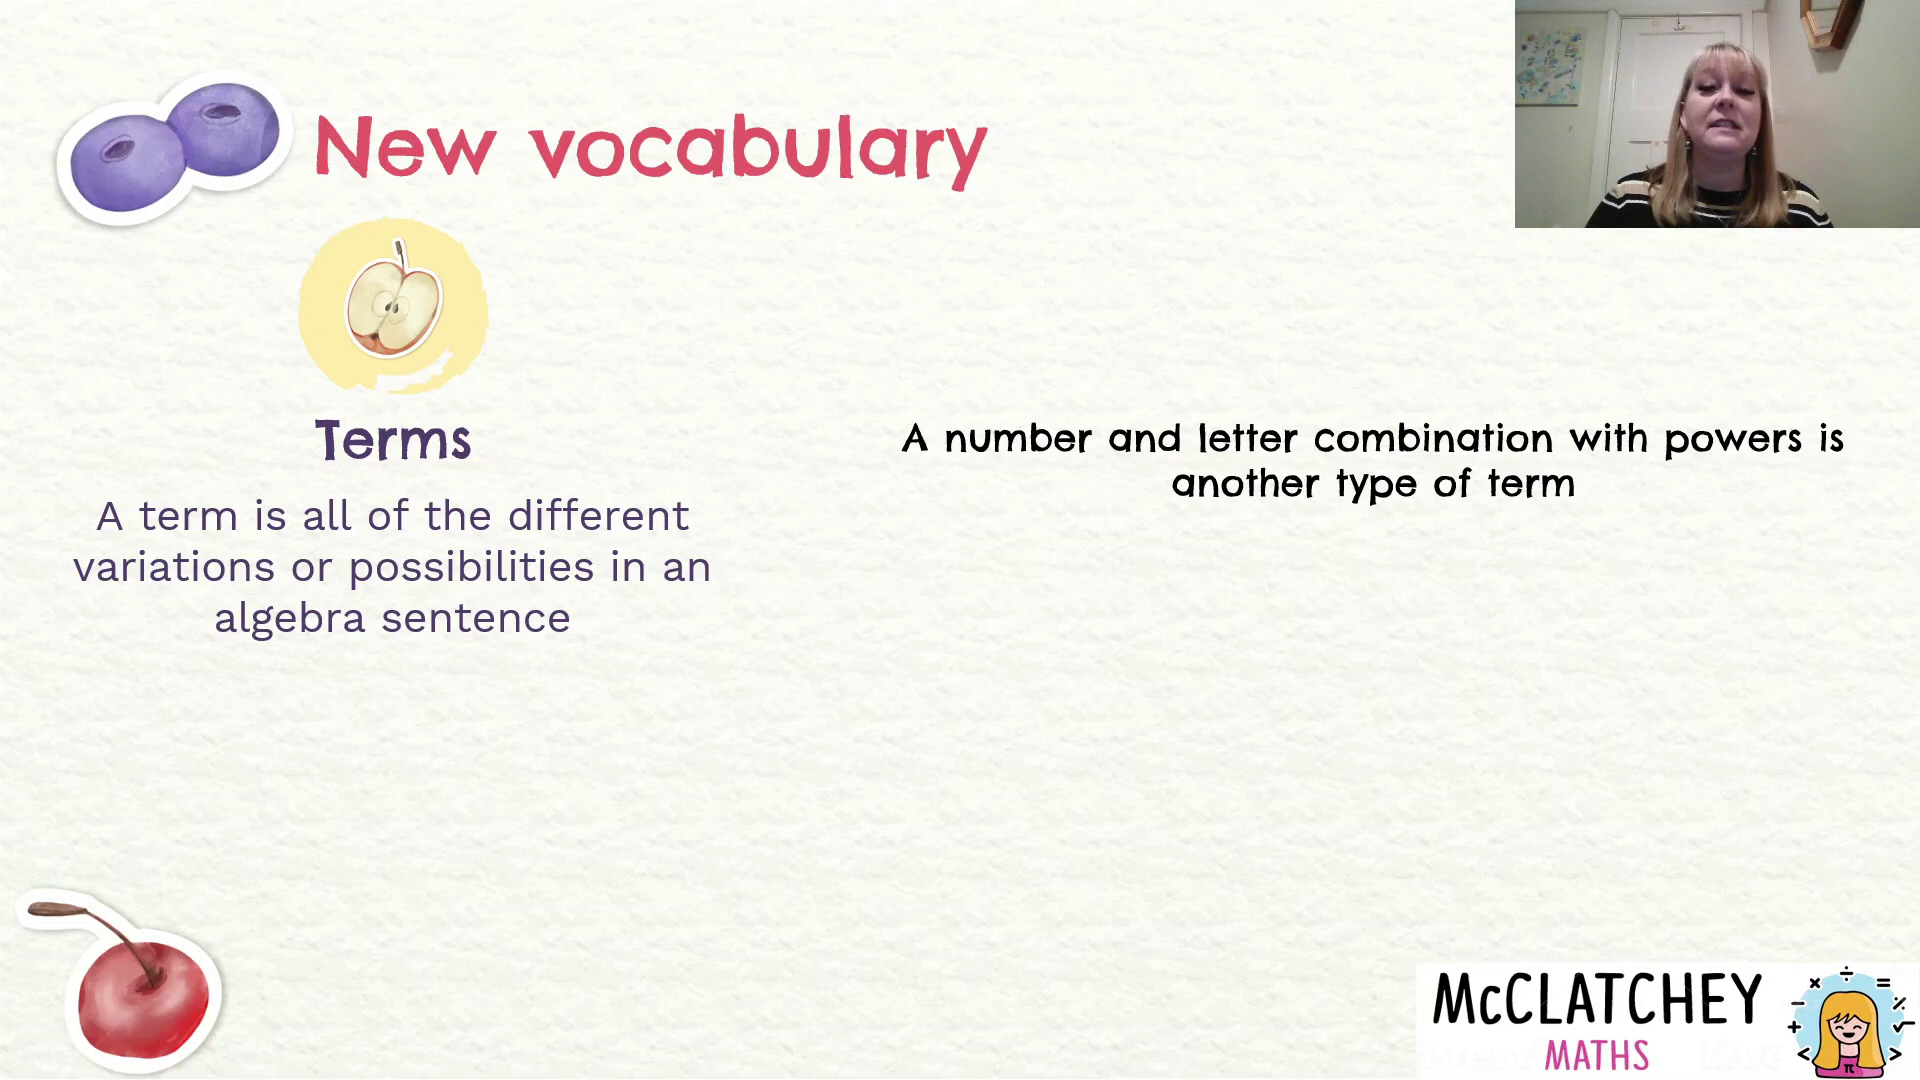 New vocabulary
Terms
A term is all of the different
variations or possibilities in an
algebra sentence
A number and letter combination with powers is
another type of term
McCLATCHEY
MATHS